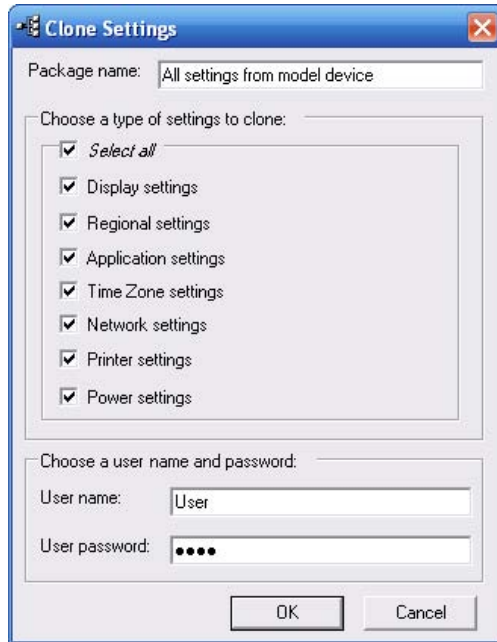 Clone Settings
Package name: All settings from model device
Choose a type of settings to clone:
Select all
Display settings
Regional settings
Application settings
Time Zone settings
Network settings
Printer settings
Power settings
Choose a user name and password:
User name: User
User password: ●●●●
OK Cancel